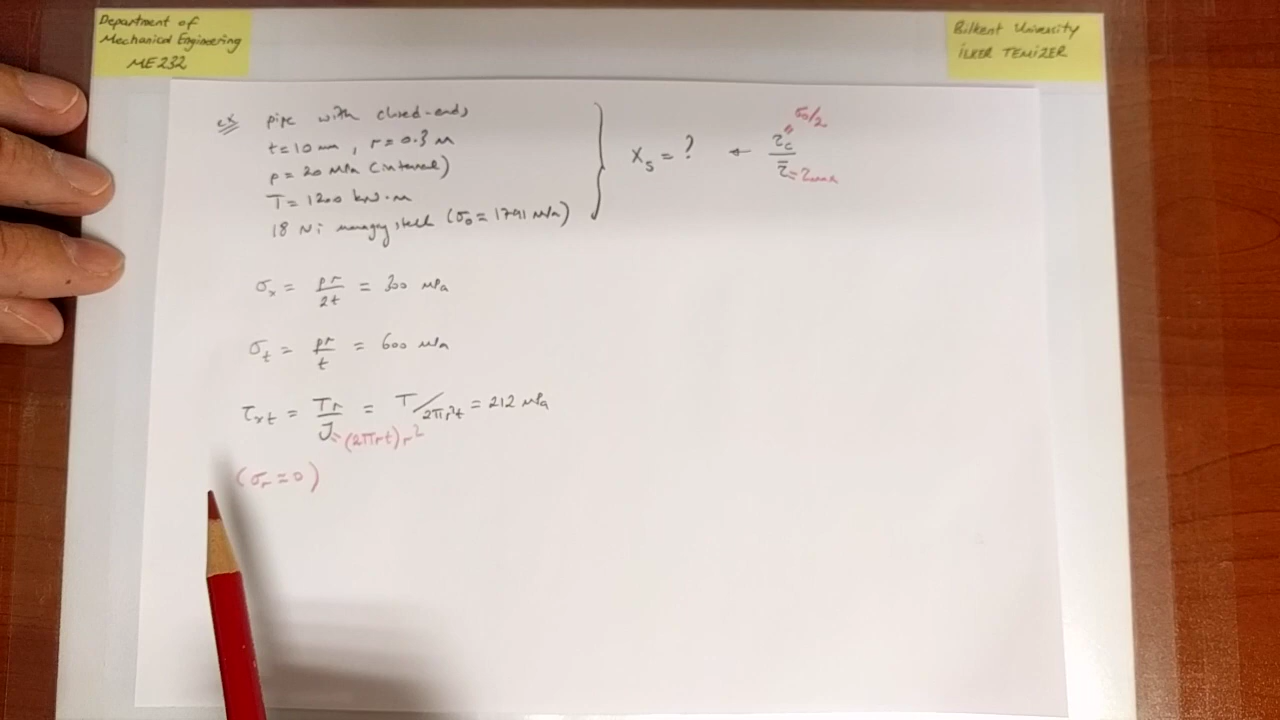 Department of
Mechanical Engineering
ME232
Bilkent University
İLKER TEMİZER
ex pipe with closed-ends
t = 10 mm, r = 0.3 m
p = 20 MPa (internal)
T = 1200 kN·m
18 Ni maraging steel (σ₀ = 1791 MPa)
X_S = ? ← τ_c / τ̄
= σ₀/2
= τ_max
σ_x = pr / 2t = 300 MPa
σ_t = pr / t = 600 MPa
τ_xt = Tr / J = T / 2πr²t = 212 MPa
= (2πrt) r²
(σ_r = 0)